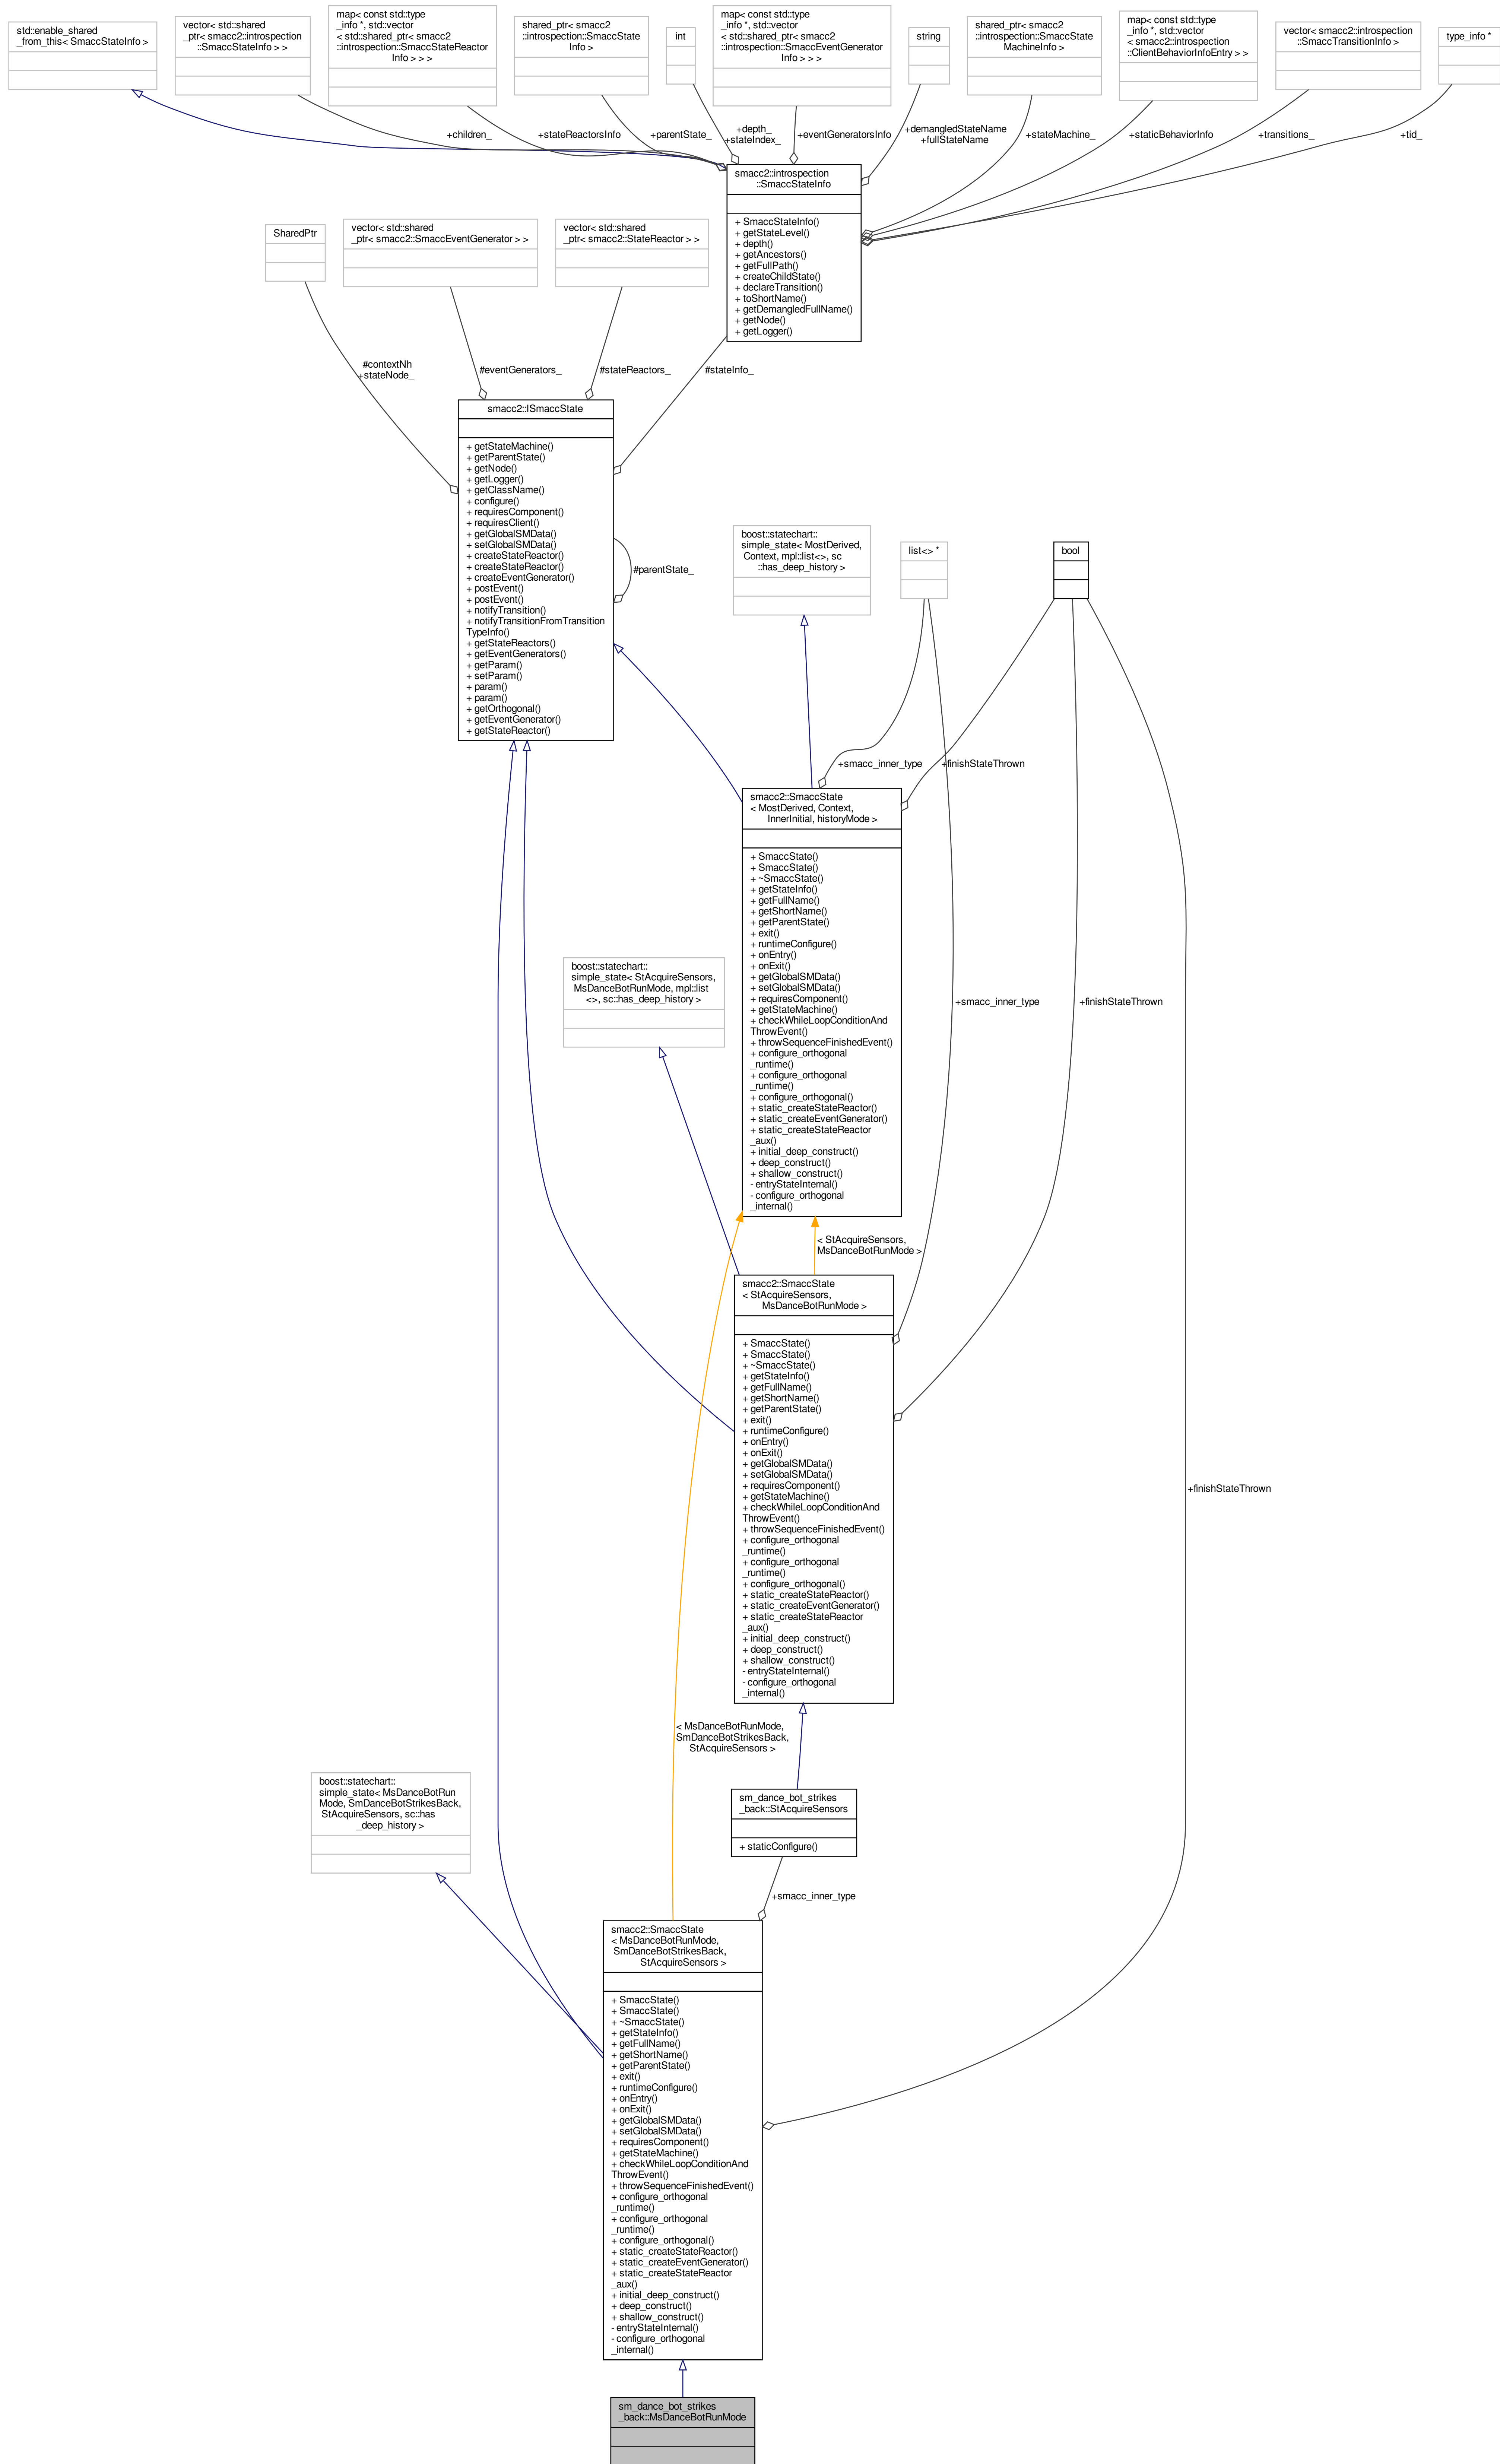 std::enable_shared
_from_this< SmaccStateInfo >
vector< std::shared
_ptr< smacc2::introspection
::SmaccStateInfo > >
map< const std::type
_info *, std::vector
< std::shared_ptr< smacc2
::introspection::SmaccStateReactor
Info > > >
shared_ptr< smacc2
::introspection::SmaccState
Info >
int
map< const std::type
_info *, std::vector
< std::shared_ptr< smacc2
::introspection::SmaccEventGenerator
Info > > >
string
shared_ptr< smacc2
::introspection::SmaccState
MachineInfo >
map< const std::type
_info *, std::vector
< smacc2::introspection
::ClientBehaviorInfoEntry > >
vector< smacc2::introspection
::SmaccTransitionInfo >
type_info *
+children_
+stateReactorsInfo
+parentState_
+depth_
+stateIndex_
+eventGeneratorsInfo
+demangledStateName
+fullStateName
+stateMachine_
+staticBehaviorInfo
+transitions_
+tid_
smacc2::introspection
::SmaccStateInfo
+ SmaccStateInfo()
+ getStateLevel()
+ depth()
+ getAncestors()
+ getFullPath()
+ createChildState()
+ declareTransition()
+ toShortName()
+ getDemangledFullName()
+ getNode()
+ getLogger()
SharedPtr
vector< std::shared
_ptr< smacc2::SmaccEventGenerator > >
vector< std::shared
_ptr< smacc2::StateReactor > >
#contextNh
+stateNode_
#eventGenerators_
#stateReactors_
#stateInfo_
smacc2::ISmaccState
+ getStateMachine()
+ getParentState()
+ getNode()
+ getLogger()
+ getClassName()
+ configure()
+ requiresComponent()
+ requiresClient()
+ getGlobalSMData()
+ setGlobalSMData()
+ createStateReactor()
+ createStateReactor()
+ createEventGenerator()
+ postEvent()
+ postEvent()
+ notifyTransition()
+ notifyTransitionFromTransition
TypeInfo()
+ getStateReactors()
+ getEventGenerators()
+ getParam()
+ setParam()
+ param()
+ param()
+ getOrthogonal()
+ getEventGenerator()
+ getStateReactor()
#parentState_
boost::statechart::
simple_state< MostDerived,
Context, mpl::list<>, sc
::has_deep_history >
list<> *
bool
+smacc_inner_type
+finishStateThrown
smacc2::SmaccState
< MostDerived, Context,
InnerInitial, historyMode >
+ SmaccState()
+ SmaccState()
+ ~SmaccState()
+ getStateInfo()
+ getFullName()
+ getShortName()
+ getParentState()
+ exit()
+ runtimeConfigure()
+ onEntry()
+ onExit()
+ getGlobalSMData()
+ setGlobalSMData()
+ requiresComponent()
+ getStateMachine()
+ checkWhileLoopConditionAnd
ThrowEvent()
+ throwSequenceFinishedEvent()
+ configure_orthogonal
_runtime()
+ configure_orthogonal
_runtime()
+ configure_orthogonal()
+ static_createStateReactor()
+ static_createEventGenerator()
+ static_createStateReactor
_aux()
+ initial_deep_construct()
+ deep_construct()
+ shallow_construct()
- entryStateInternal()
- configure_orthogonal
_internal()
boost::statechart::
simple_state< StAcquireSensors,
MsDanceBotRunMode, mpl::list
<>, sc::has_deep_history >
+smacc_inner_type
+finishStateThrown
< StAcquireSensors,
MsDanceBotRunMode >
smacc2::SmaccState
< StAcquireSensors,
MsDanceBotRunMode >
+ SmaccState()
+ SmaccState()
+ ~SmaccState()
+ getStateInfo()
+ getFullName()
+ getShortName()
+ getParentState()
+ exit()
+ runtimeConfigure()
+ onEntry()
+ onExit()
+ getGlobalSMData()
+ setGlobalSMData()
+ requiresComponent()
+ getStateMachine()
+ checkWhileLoopConditionAnd
ThrowEvent()
+ throwSequenceFinishedEvent()
+ configure_orthogonal
_runtime()
+ configure_orthogonal
_runtime()
+ configure_orthogonal()
+ static_createStateReactor()
+ static_createEventGenerator()
+ static_createStateReactor
_aux()
+ initial_deep_construct()
+ deep_construct()
+ shallow_construct()
- entryStateInternal()
- configure_orthogonal
_internal()
+finishStateThrown
< MsDanceBotRunMode,
SmDanceBotStrikesBack,
StAcquireSensors >
boost::statechart::
simple_state< MsDanceBotRun
Mode, SmDanceBotStrikesBack,
StAcquireSensors, sc::has
_deep_history >
sm_dance_bot_strikes
_back::StAcquireSensors
+ staticConfigure()
+smacc_inner_type
smacc2::SmaccState
< MsDanceBotRunMode,
SmDanceBotStrikesBack,
StAcquireSensors >
+ SmaccState()
+ SmaccState()
+ ~SmaccState()
+ getStateInfo()
+ getFullName()
+ getShortName()
+ getParentState()
+ exit()
+ runtimeConfigure()
+ onEntry()
+ onExit()
+ getGlobalSMData()
+ setGlobalSMData()
+ requiresComponent()
+ getStateMachine()
+ checkWhileLoopConditionAnd
ThrowEvent()
+ throwSequenceFinishedEvent()
+ configure_orthogonal
_runtime()
+ configure_orthogonal
_runtime()
+ configure_orthogonal()
+ static_createStateReactor()
+ static_createEventGenerator()
+ static_createStateReactor
_aux()
+ initial_deep_construct()
+ deep_construct()
+ shallow_construct()
- entryStateInternal()
- configure_orthogonal
_internal()
sm_dance_bot_strikes
_back::MsDanceBotRunMode